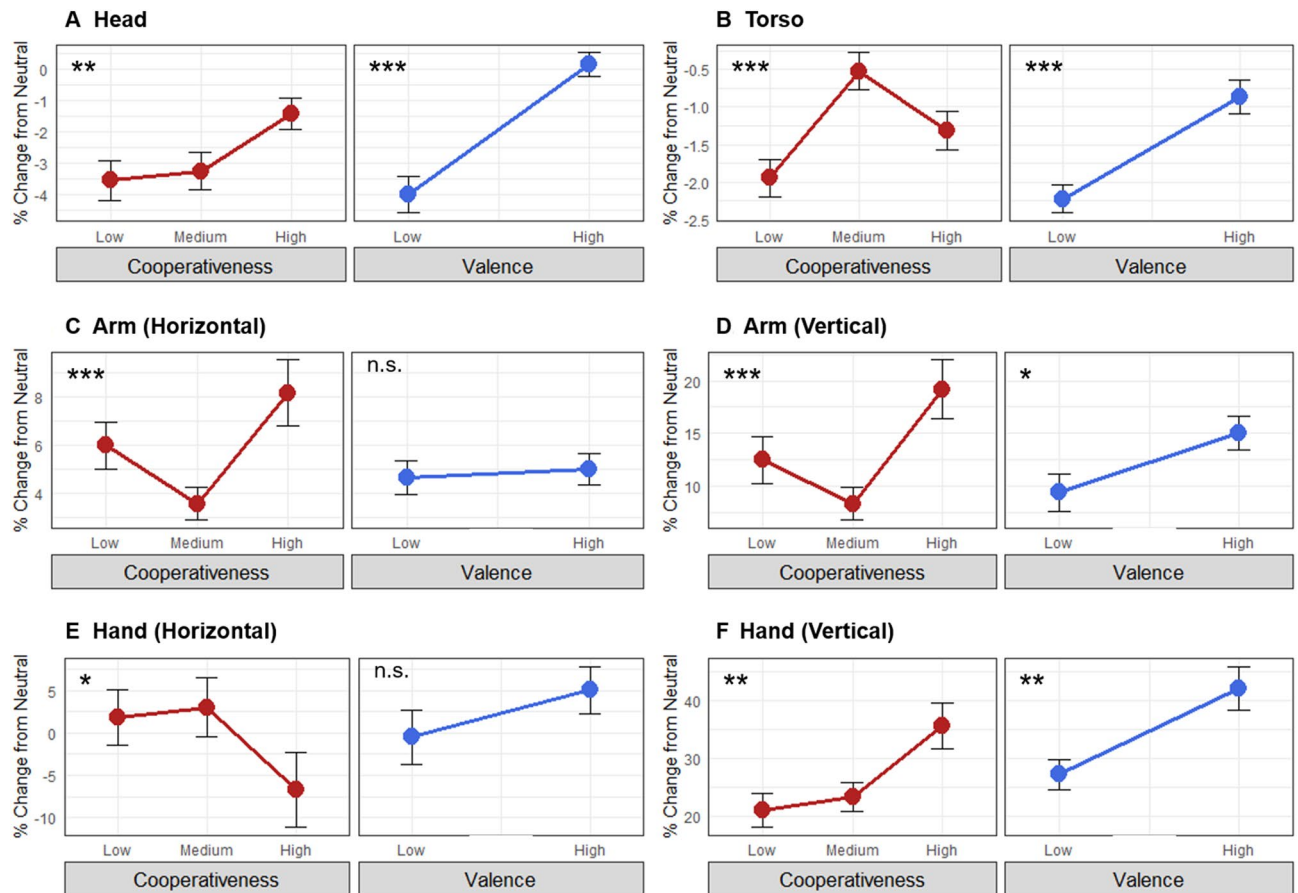 A Head
% Change from Neutral
0
-1
-2
-3
-4
**
***
Low Medium High
Low High
Cooperativeness
Valence
B Torso
% Change from Neutral
-0.5
-1.0
-1.5
-2.0
-2.5
***
***
Low Medium High
Low High
Cooperativeness
Valence
C Arm (Horizontal)
% Change from Neutral
8
6
4
***
n.s.
Low Medium High
Low High
Cooperativeness
Valence
D Arm (Vertical)
% Change from Neutral
20
15
10
***
*
Low Medium High
Low High
Cooperativeness
Valence
E Hand (Horizontal)
% Change from Neutral
5
0
-5
-10
*
n.s.
Low Medium High
Low High
Cooperativeness
Valence
F Hand (Vertical)
% Change from Neutral
40
30
20
**
**
Low Medium High
Low High
Cooperativeness
Valence